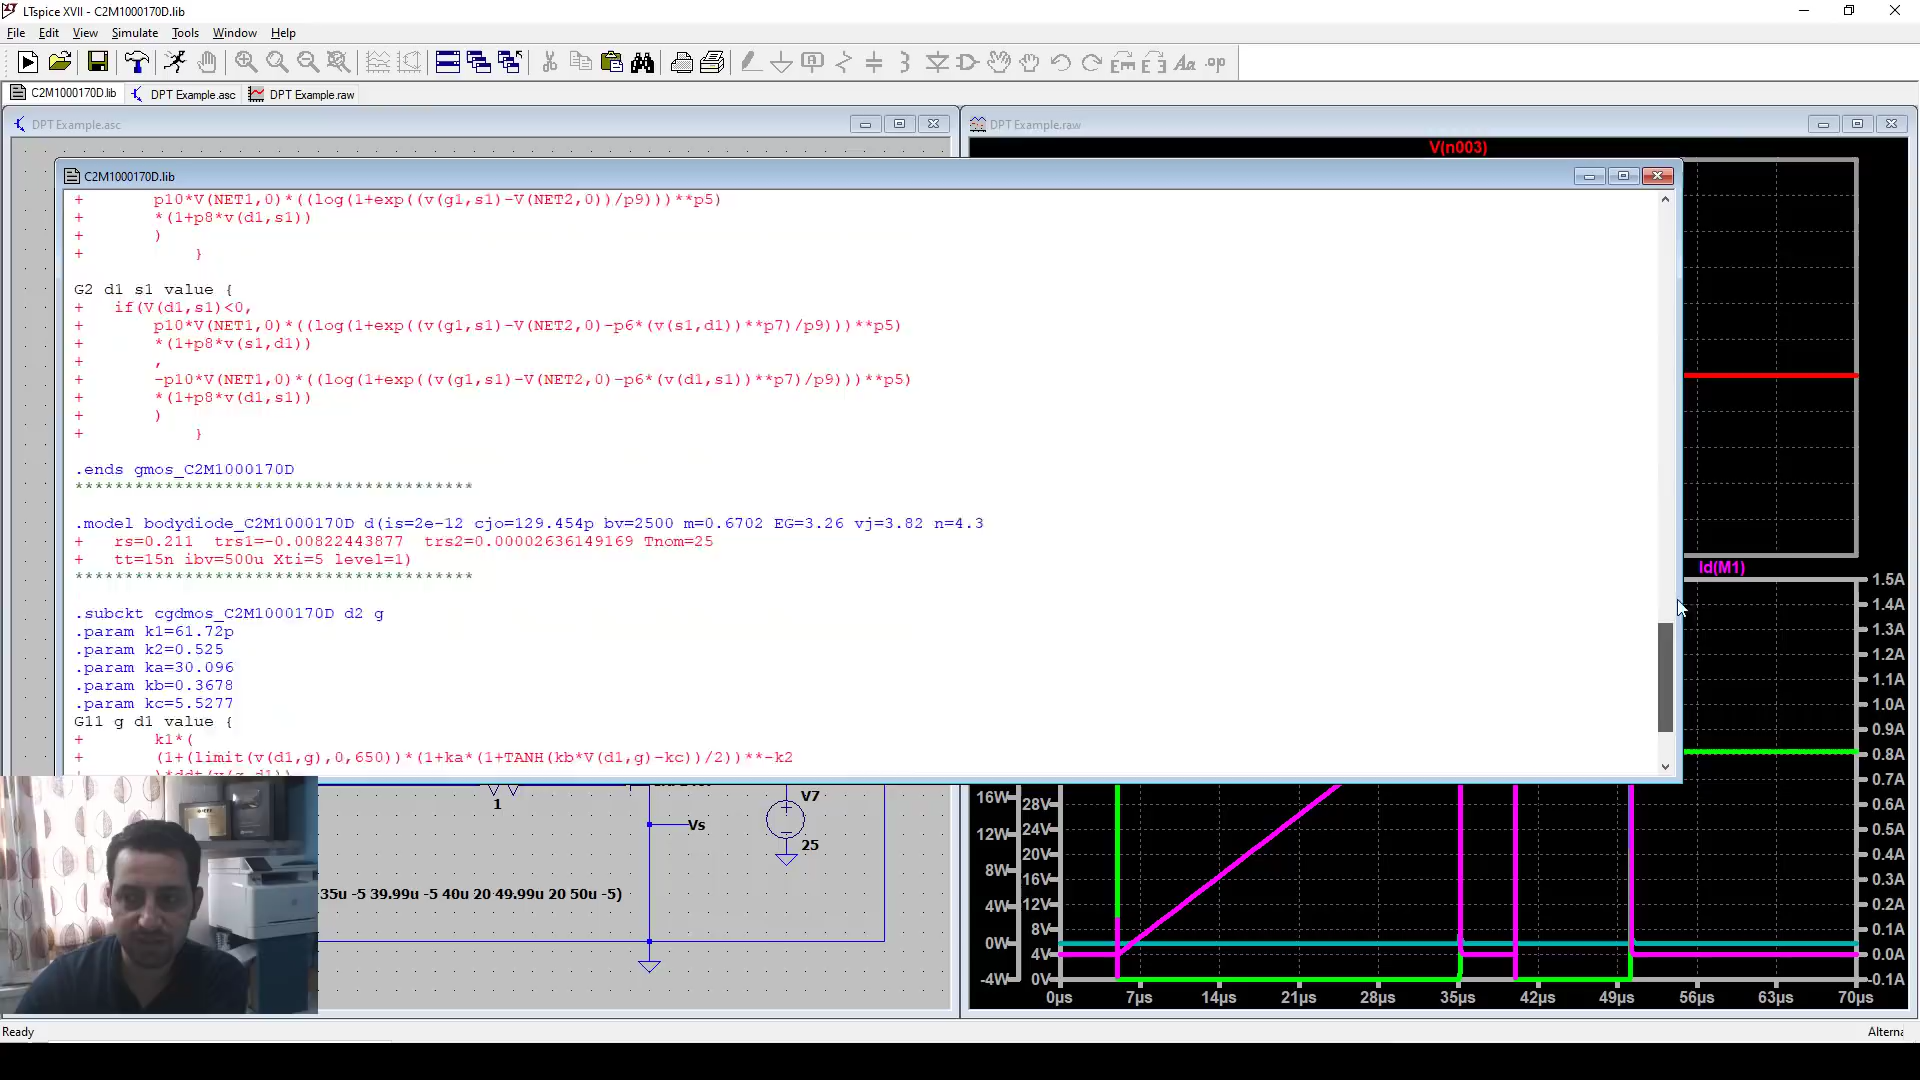 LTspice XVII - C2M1000170D.lib
File Edit View Simulate Tools Window Help
Aa .op
C2M1000170D.lib DPT Example.asc DPT Example.raw
DPT Example.asc
DPT Example.raw
V(n003)
C2M1000170D.lib
+ p10*V(NET1,0)*((log(1+exp((v(g1,s1)-V(NET2,0))/p9)))**p5)
+ *(1+p8*v(d1,s1))
+ )
+ }
G2 d1 s1 value {
+ if(V(d1,s1)<0,
+ p10*V(NET1,0)*((log(1+exp((v(g1,s1)-V(NET2,0)-p6*(v(s1,d1))**p7)/p9)))**p5)
+ *(1+p8*v(s1,d1))
+ ,
+ -p10*V(NET1,0)*((log(1+exp((v(g1,s1)-V(NET2,0)-p6*(v(d1,s1))**p7)/p9)))**p5)
+ *(1+p8*v(d1,s1))
+ )
+ }
.ends gmos_C2M1000170D
****************************************
.model bodydiode_C2M1000170D d(is=2e-12 cjo=129.454p bv=2500 m=0.6702 EG=3.26 vj=3.82 n=4.3
+ rs=0.211 trs1=-0.00822443877 trs2=0.00002636149169 Tnom=25
+ tt=15n ibv=500u Xti=5 level=1)
****************************************
.subckt cgdmos_C2M1000170D d2 g
.param k1=61.72p
.param k2=0.525
.param ka=30.096
.param kb=0.3678
.param kc=5.5277
G11 g d1 value {
+ k1*(
+ (1+(limit(v(d1,g),0,650))*(1+ka*(1+TANH(kb*V(d1,g)-kc))/2))**-k2
Id(M1)
1.5A
1.4A
1.3A
1.2A
1.1A
1.0A
0.9A
0.8A
0.7A
0.6A
0.5A
0.4A
0.3A
0.2A
0.1A
0.0A
-0.1A
16W
12W
8W
4W
0W
-4W
28V
24V
20V
16V
12V
8V
4V
0V
0µs 7µs 14µs 21µs 28µs 35µs 42µs 49µs 56µs 63µs 70µs
1
V7
Vs
25
35u -5 39.99u -5 40u 20 49.99u 20 50u -5)
Ready
Alterna